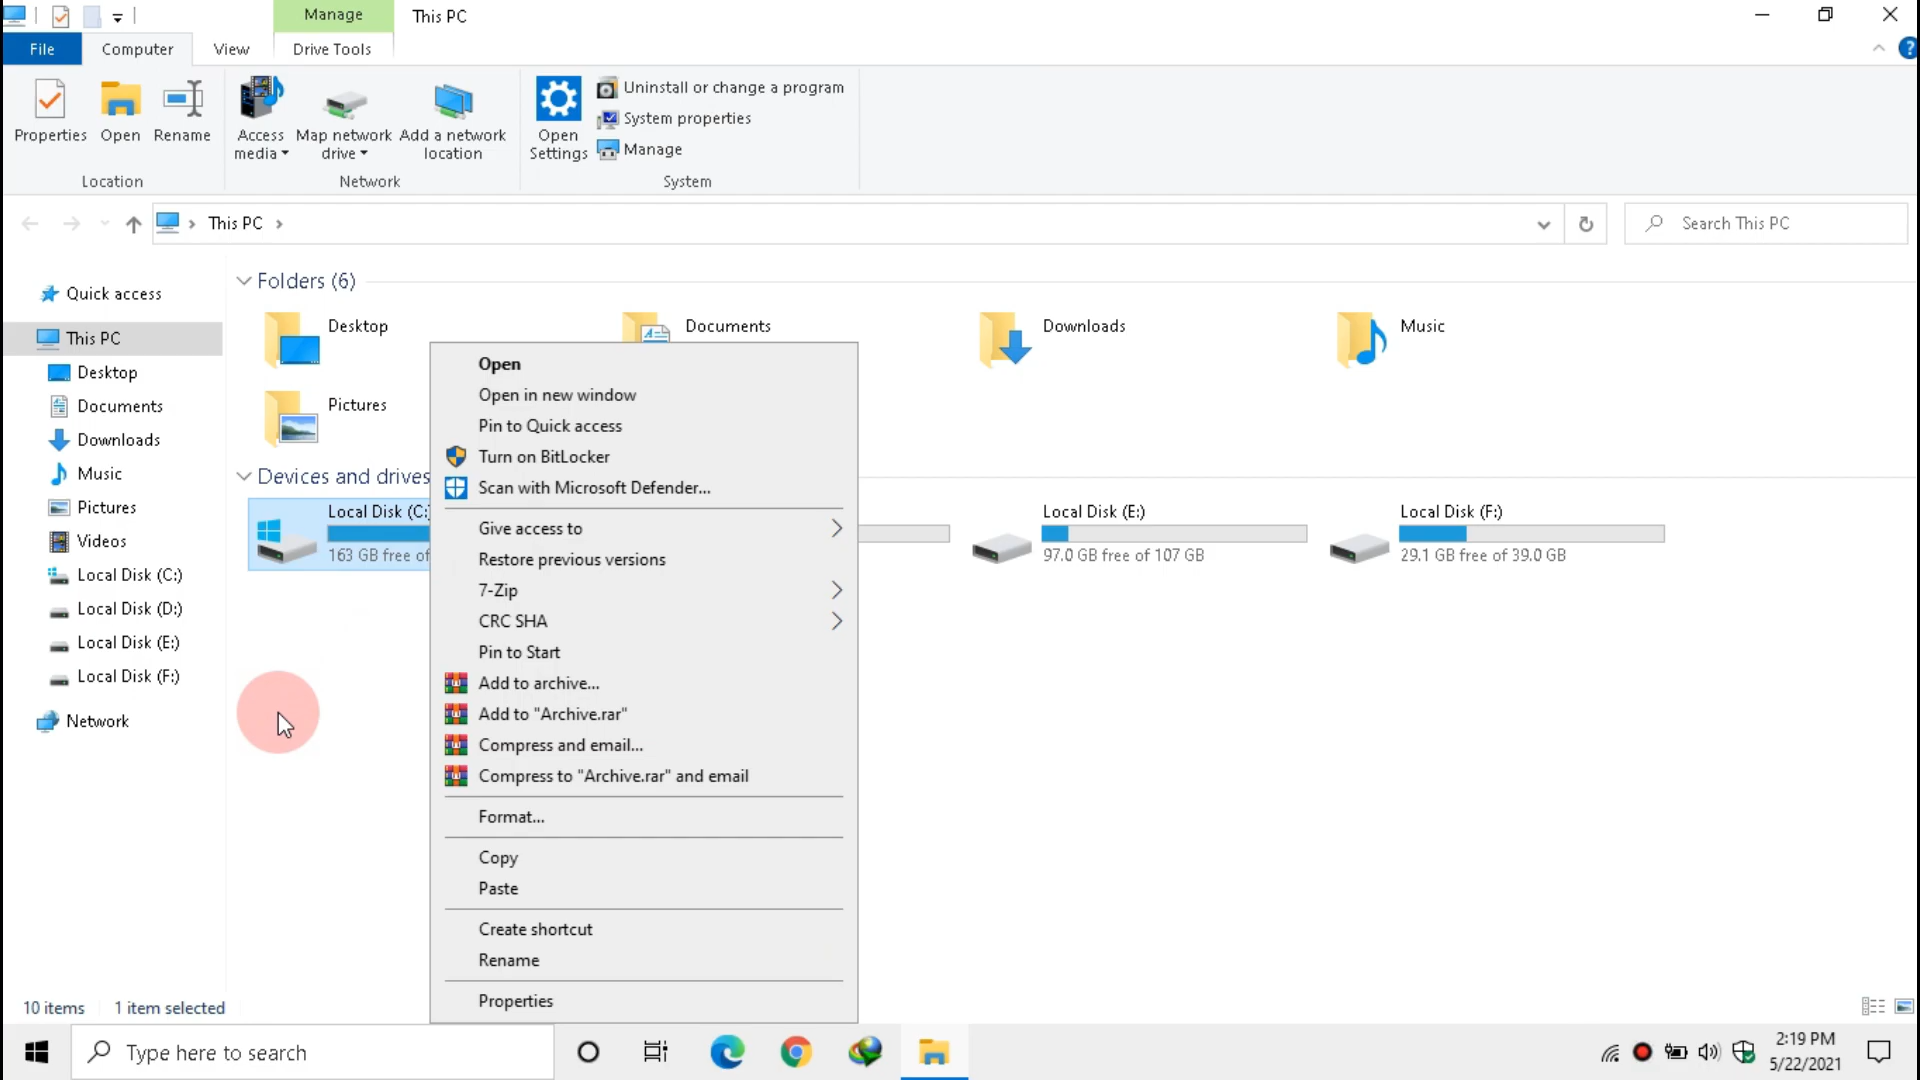 Manage
This PC
File
Computer
View
Drive Tools
Properties
Open
Rename
Access media
Map network drive
Add a network location
Open Settings
Uninstall or change a program
System properties
Manage
Location
Network
System
This PC
Search This PC
Quick access
This PC
Desktop
Documents
Downloads
Music
Pictures
Videos
Local Disk (C:)
Local Disk (D:)
Local Disk (E:)
Local Disk (F:)
Network
Folders (6)
Desktop
Documents
Downloads
Music
Pictures
Devices and drives
Local Disk (C:
163 GB free of
Local Disk (E:)
97.0 GB free of 107 GB
Local Disk (F:)
29.1 GB free of 39.0 GB
Open
Open in new window
Pin to Quick access
Turn on BitLocker
Scan with Microsoft Defender...
Give access to
Restore previous versions
7-Zip
CRC SHA
Pin to Start
Add to archive...
Add to "Archive.rar"
Compress and email...
Compress to "Archive.rar" and email
Format...
Copy
Paste
Create shortcut
Rename
Properties
10 items
1 item selected
Type here to search
2:19 PM
5/22/2021